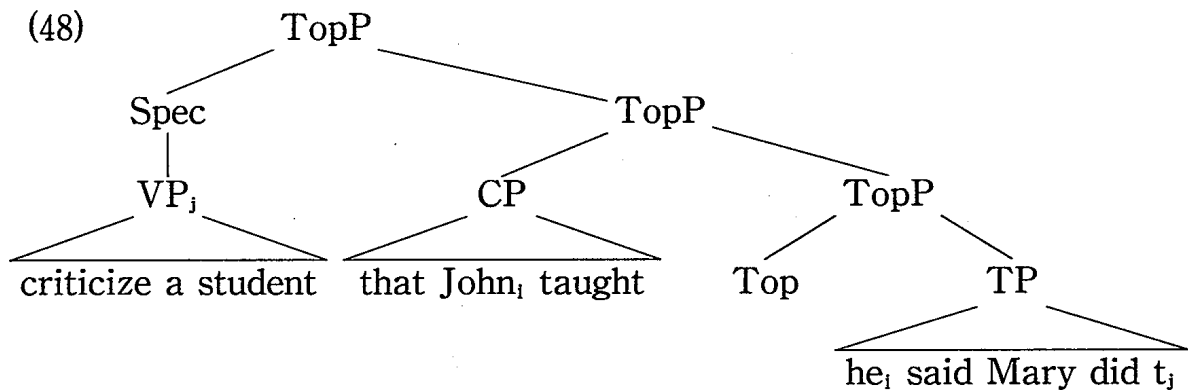 (48) TopP
Spec TopP
VPⱼ CP TopP
criticize a student that Johnᵢ taught Top TP
heᵢ said Mary did tⱼ